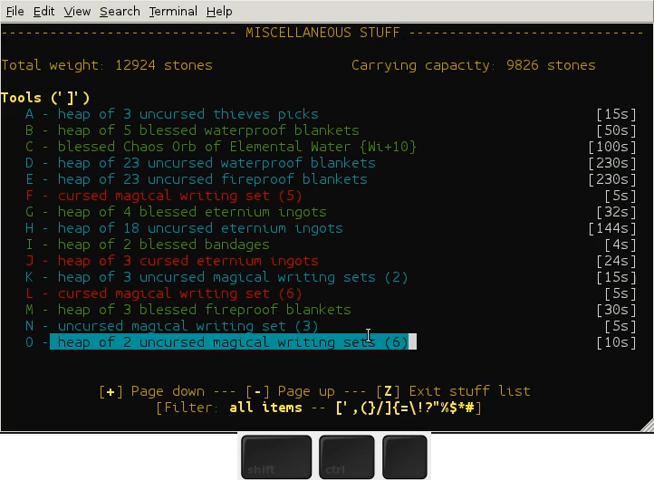 File Edit View Search Terminal Help
--------------------------- MISCELLANEOUS STUFF ---------------------------
Total weight: 12924 stones Carrying capacity: 9826 stones
Tools (']')
A - heap of 3 uncursed thieves picks [15s]
B - heap of 5 blessed waterproof blankets [50s]
C - blessed Chaos Orb of Elemental Water {Wi+10} [100s]
D - heap of 23 uncursed waterproof blankets [230s]
E - heap of 23 uncursed fireproof blankets [230s]
F - cursed magical writing set (5) [5s]
G - heap of 4 blessed eternium ingots [32s]
H - heap of 18 uncursed eternium ingots [144s]
I - heap of 2 blessed bandages [4s]
J - heap of 3 cursed eternium ingots [24s]
K - heap of 3 uncursed magical writing sets (2) [15s]
L - cursed magical writing set (6) [5s]
M - heap of 3 blessed fireproof blankets [30s]
N - uncursed magical writing set (3) [5s]
O - heap of 2 uncursed magical writing sets (6) [10s]
[+] Page down --- [-] Page up --- [Z] Exit stuff list
[Filter: all items -- [',(}/]{=\!?"%$*#]
shift ctrl